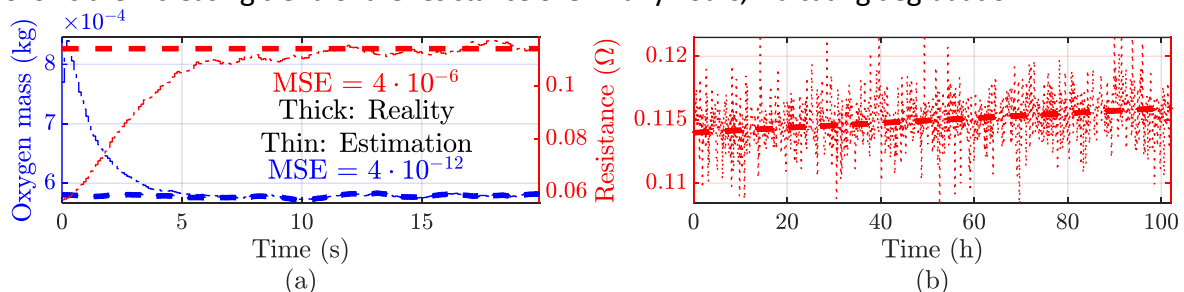 ×10⁻⁴
Oxygen mass (kg)
8
7
6
MSE = 4 · 10⁻⁶
Thick: Reality
Thin: Estimation
MSE = 4 · 10⁻¹²
0.1
0.08
0.06
Resistance (Ω)
0
5
10
15
Time (s)
(a)
0.12
0.115
0.11
0
20
40
60
80
100
Time (h)
(b)